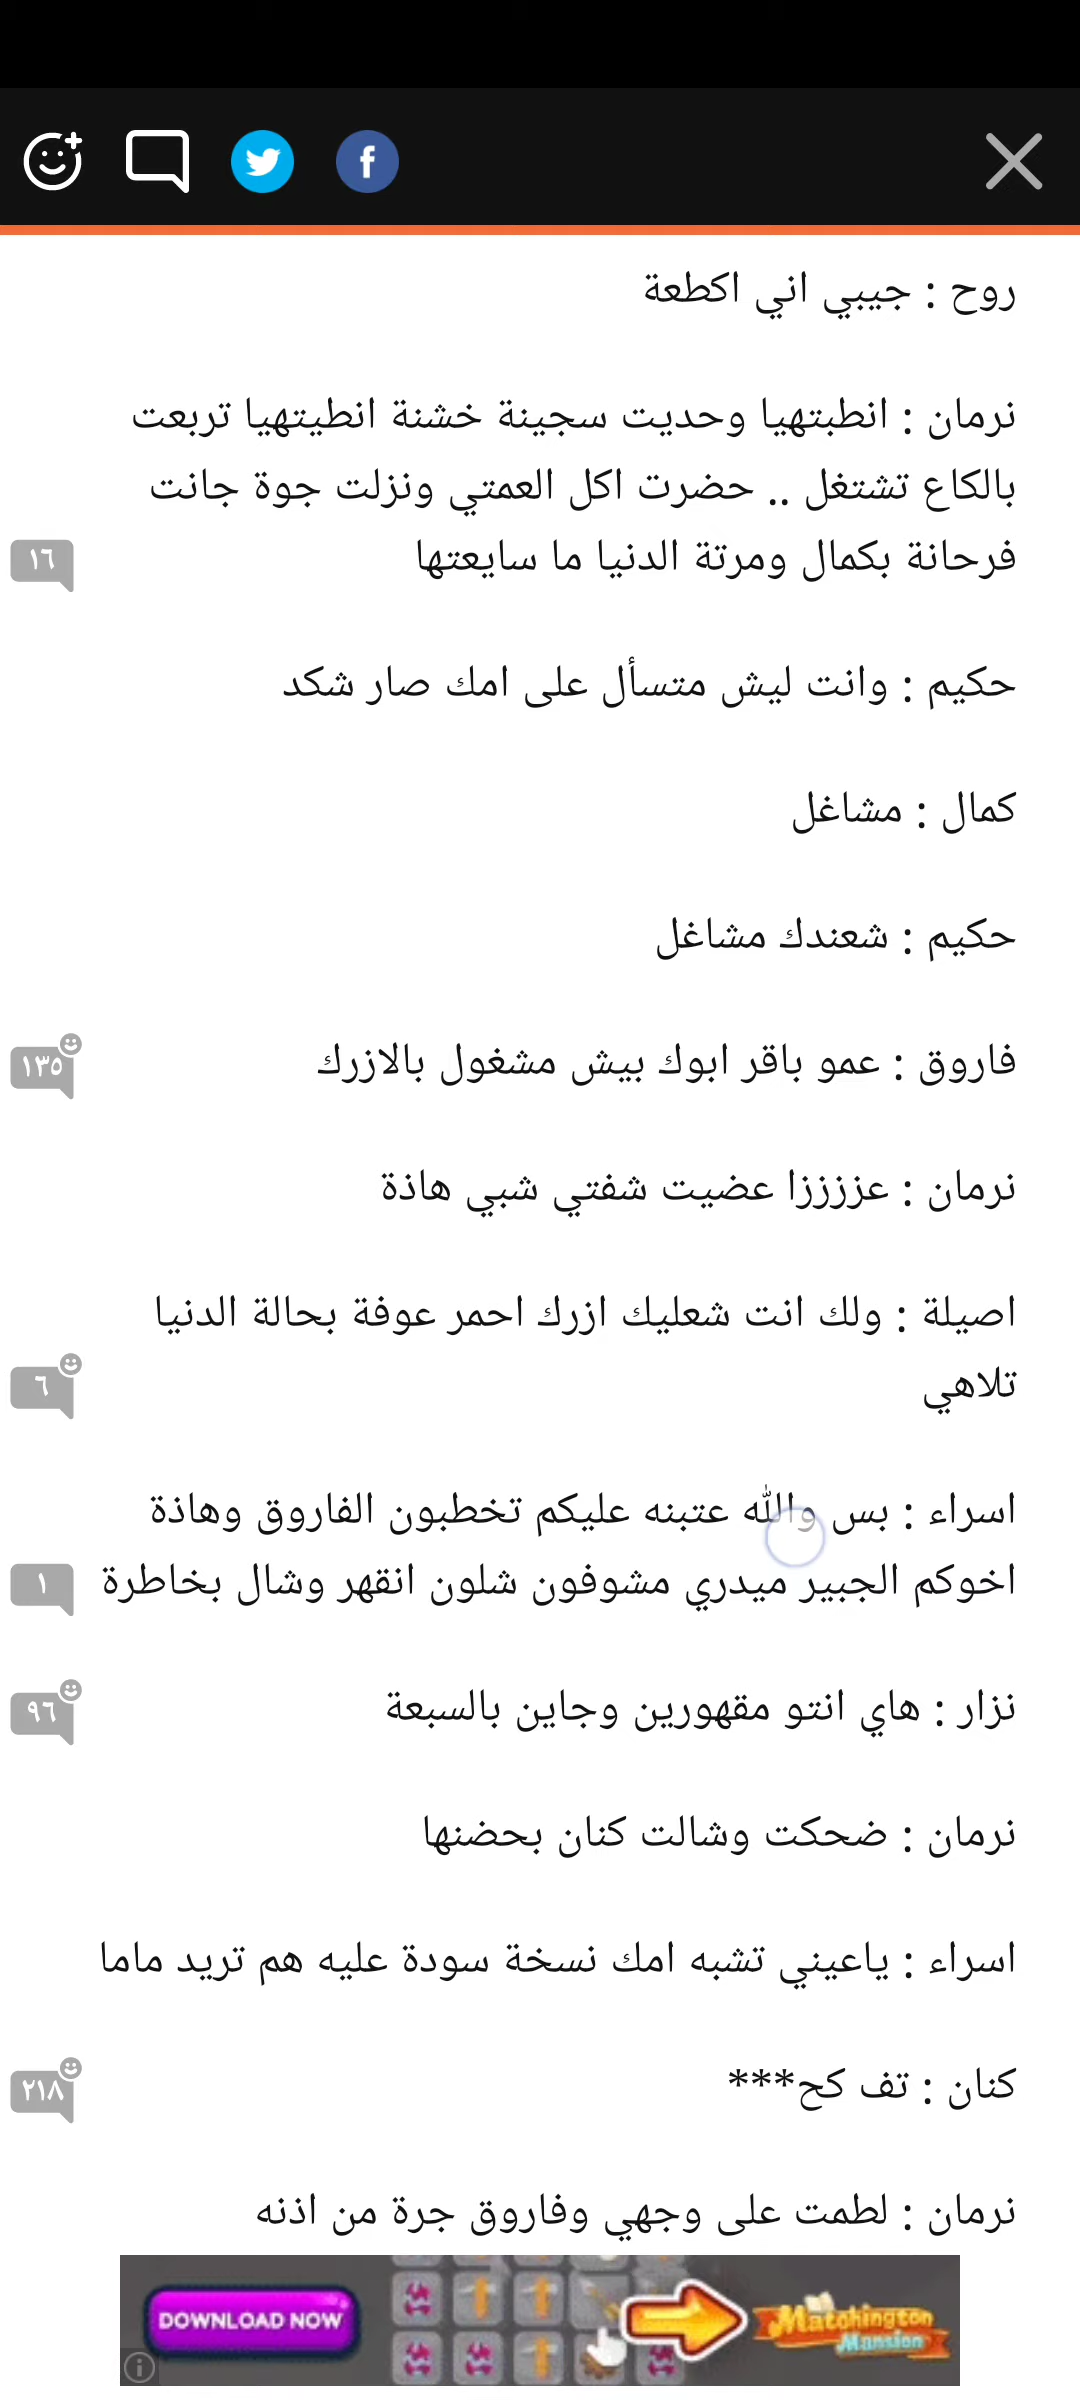 روح : جيبي اني اكطعة
نرمان : انطبتهيا وحديت سجينة خشنة انطيتهيا تربعت
بالكاع تشتغل .. حضرت اكل العمتي ونزلت جوة جانت
فرحانة بكمال ومرتة الدنيا ما سايعتها
١٦
حكيم : وانت ليش متسأل على امك صار شكد
كمال : مشاغل
حكيم : شعندك مشاغل
فاروق : عمو باقر ابوك بيش مشغول بالازرك
١٣٥
نرمان : عزززززا عضيت شفتي شبي هاذة
اصيلة : ولك انت شعليك ازرك احمر عوفة بحالة الدنيا
تلاهي
٦
اسراء : بس والله عتبنه عليكم تخطبون الفاروق وهاذة
اخوكم الجبير ميدري مشوفون شلون انقهر وشال بخاطرة
١
نزار : هاي انتو مقهورين وجاين بالسبعة
٩٦
نرمان : ضحكت وشالت كنان بحضنها
اسراء : ياعيني تشبه امك نسخة سودة عليه هم تريد ماما
كنان : تف كح***
٢١٨
نرمان : لطمت على وجهي وفاروق جرة من اذنه
DOWNLOAD NOW
Matchington
Mansion